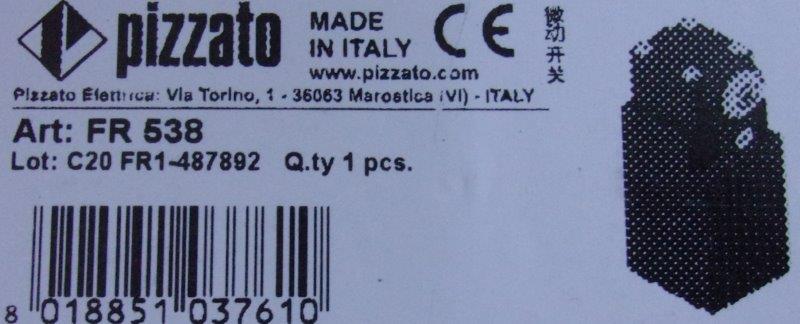 pizzato
MADE
IN ITALY
CE
www.pizzato.com
微动开关
Pizzato Elettrica: Via Torino, 1 - 36063 Marostica (VI) - ITALY
Art: FR 538
Lot: C20 FR1-487892 Q.ty 1 pcs.
8 018851 037610